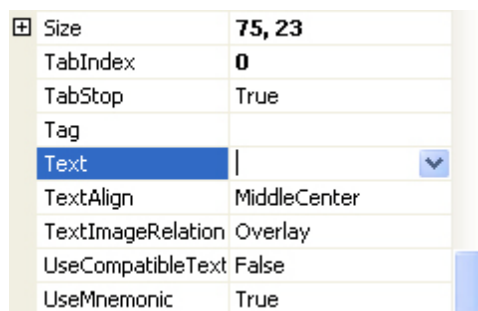 Size 75, 23
TabIndex 0
TabStop True
Tag
Text
TextAlign MiddleCenter
TextImageRelation Overlay
UseCompatibleText False
UseMnemonic True